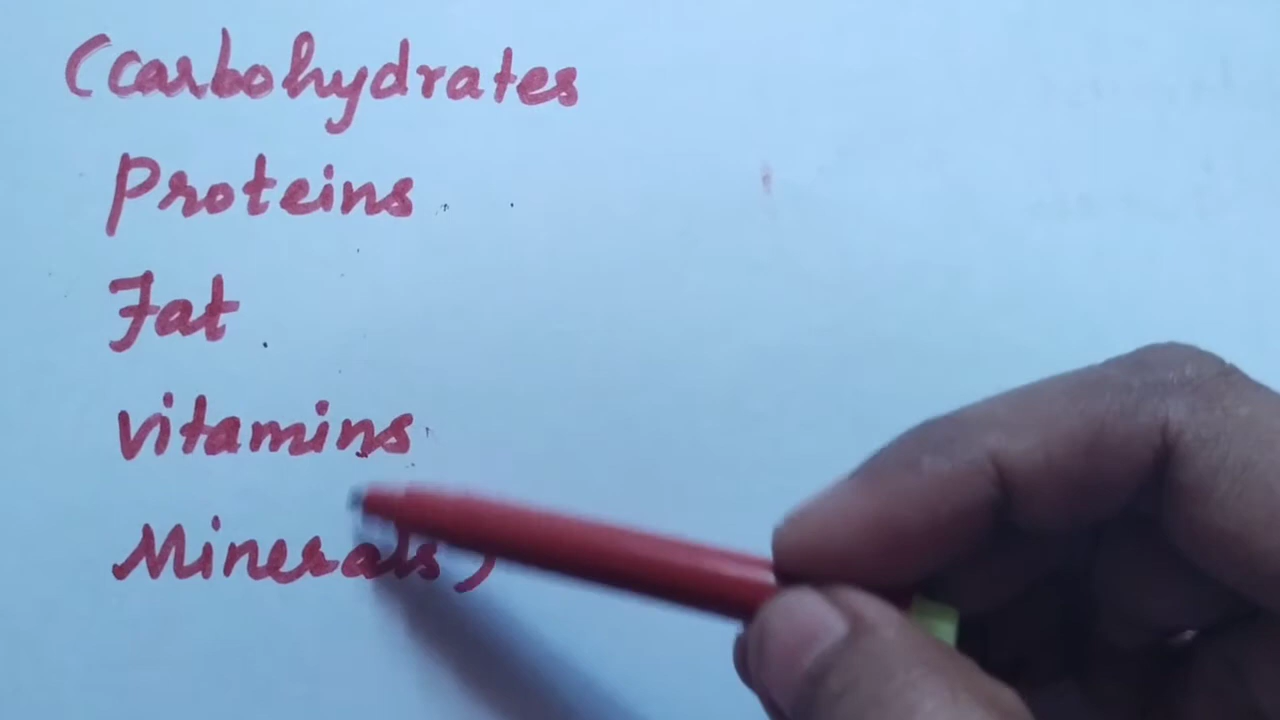 (Carbohydrates
Proteins
Fat
vitamins
Minerals)